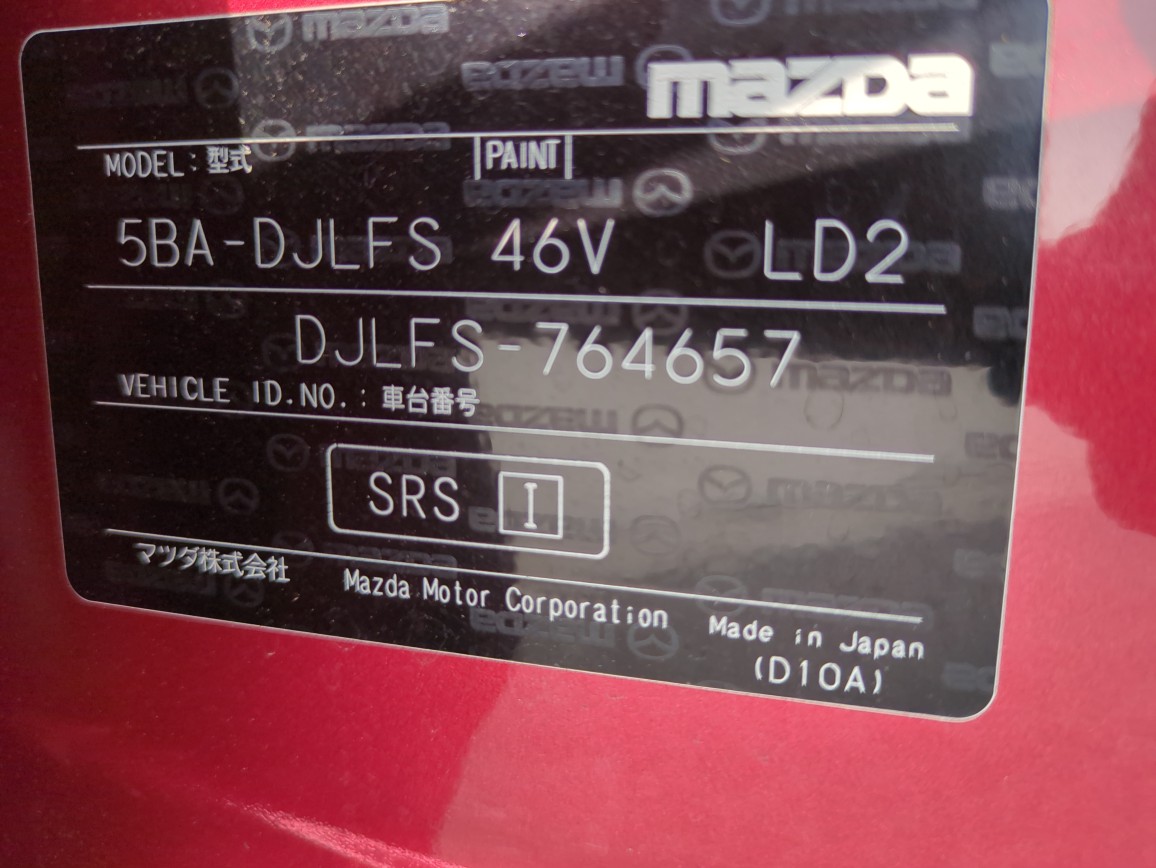 mazda
MODEL：型式 PAINT
5BA-DJLFS 46V LD2
DJLFS-764657
VEHICLE ID.NO.：車台番号
SRS I
マツダ株式会社 Mazda Motor Corporation Made in Japan
(D10A)